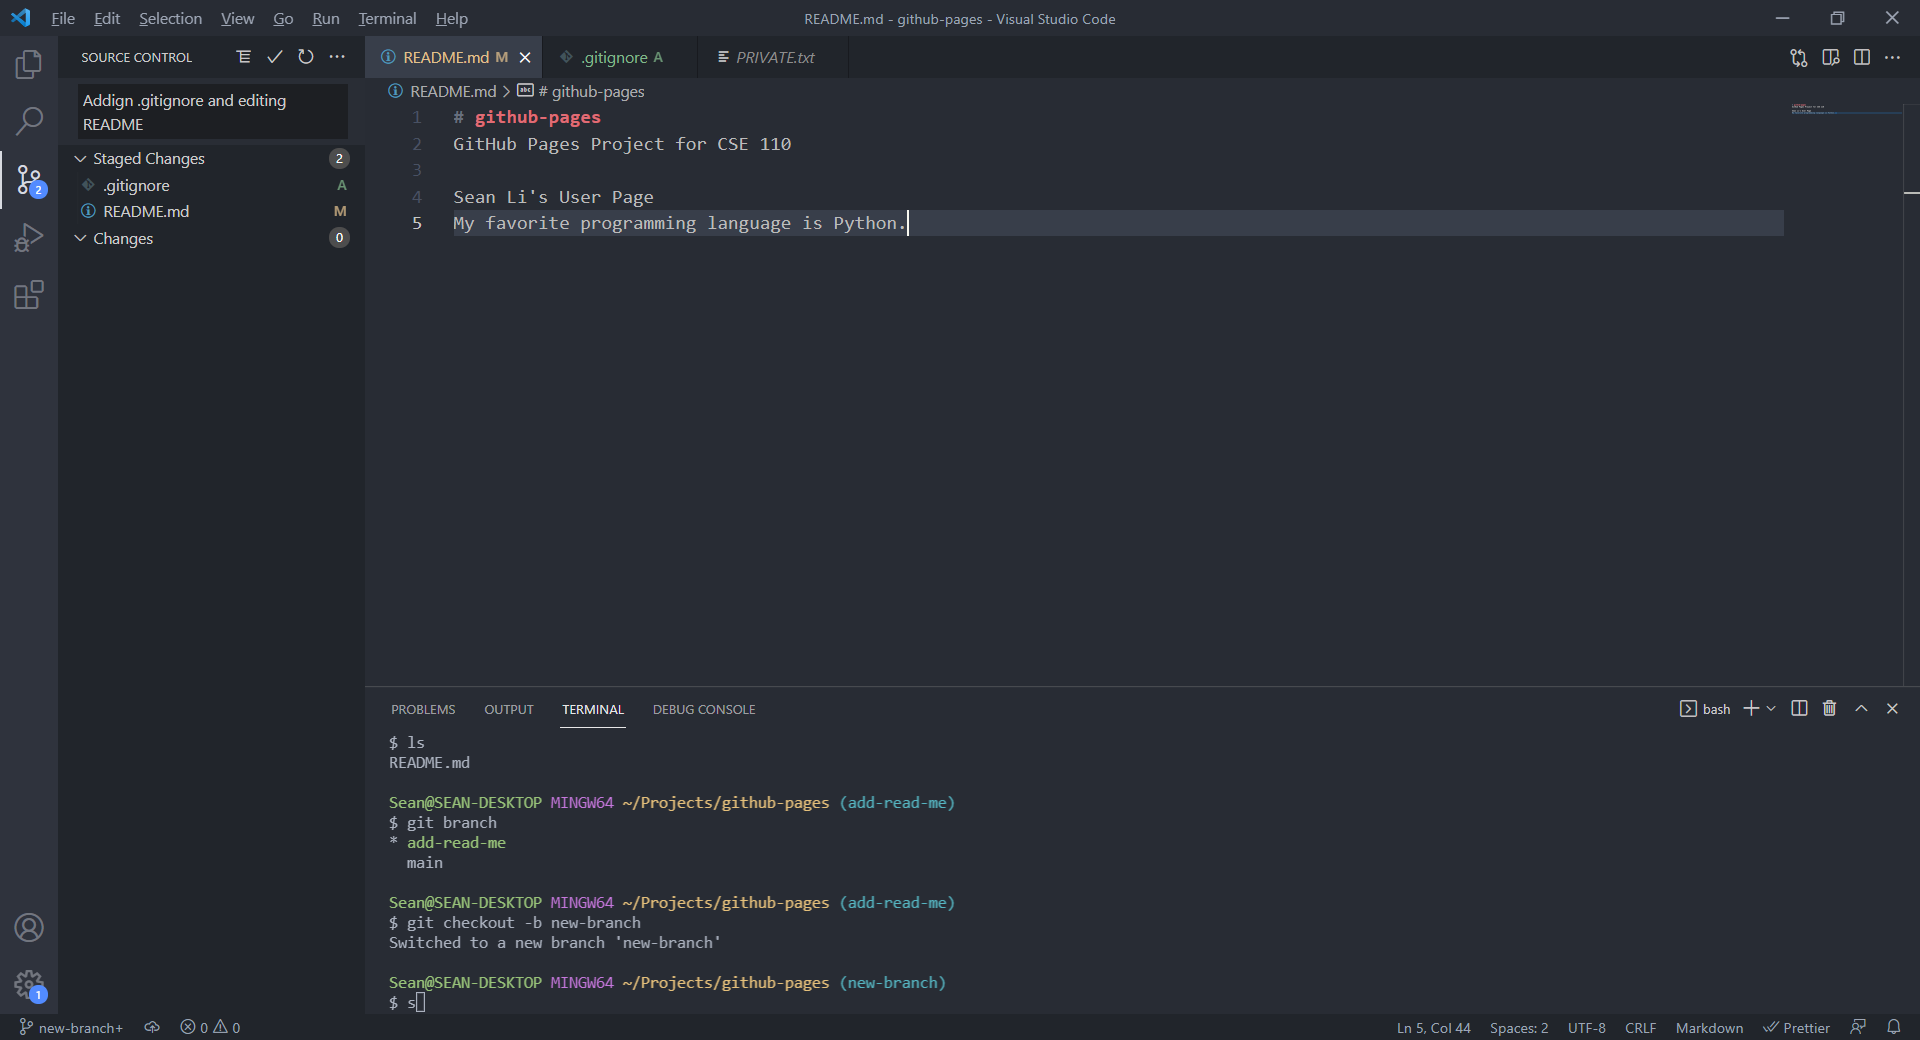 File Edit Selection View Go Run Terminal Help
README.md - github-pages - Visual Studio Code
SOURCE CONTROL
README.md M
.gitignore A
PRIVATE.txt
Addign .gitignore and editing
README
Staged Changes 2
.gitignore A
README.md M
Changes 0
2
1
README.md > # github-pages
1 # github-pages
2 GitHub Pages Project for CSE 110
3
4 Sean Li's User Page
5 My favorite programming language is Python.
PROBLEMS OUTPUT TERMINAL DEBUG CONSOLE
bash
$ ls
README.md
Sean@SEAN-DESKTOP MINGW64 ~/Projects/github-pages (add-read-me)
$ git branch
* add-read-me
main
Sean@SEAN-DESKTOP MINGW64 ~/Projects/github-pages (add-read-me)
$ git checkout -b new-branch
Switched to a new branch 'new-branch'
Sean@SEAN-DESKTOP MINGW64 ~/Projects/github-pages (new-branch)
$ s
new-branch+ 0 0
Ln 5, Col 44 Spaces: 2 UTF-8 CRLF Markdown Prettier